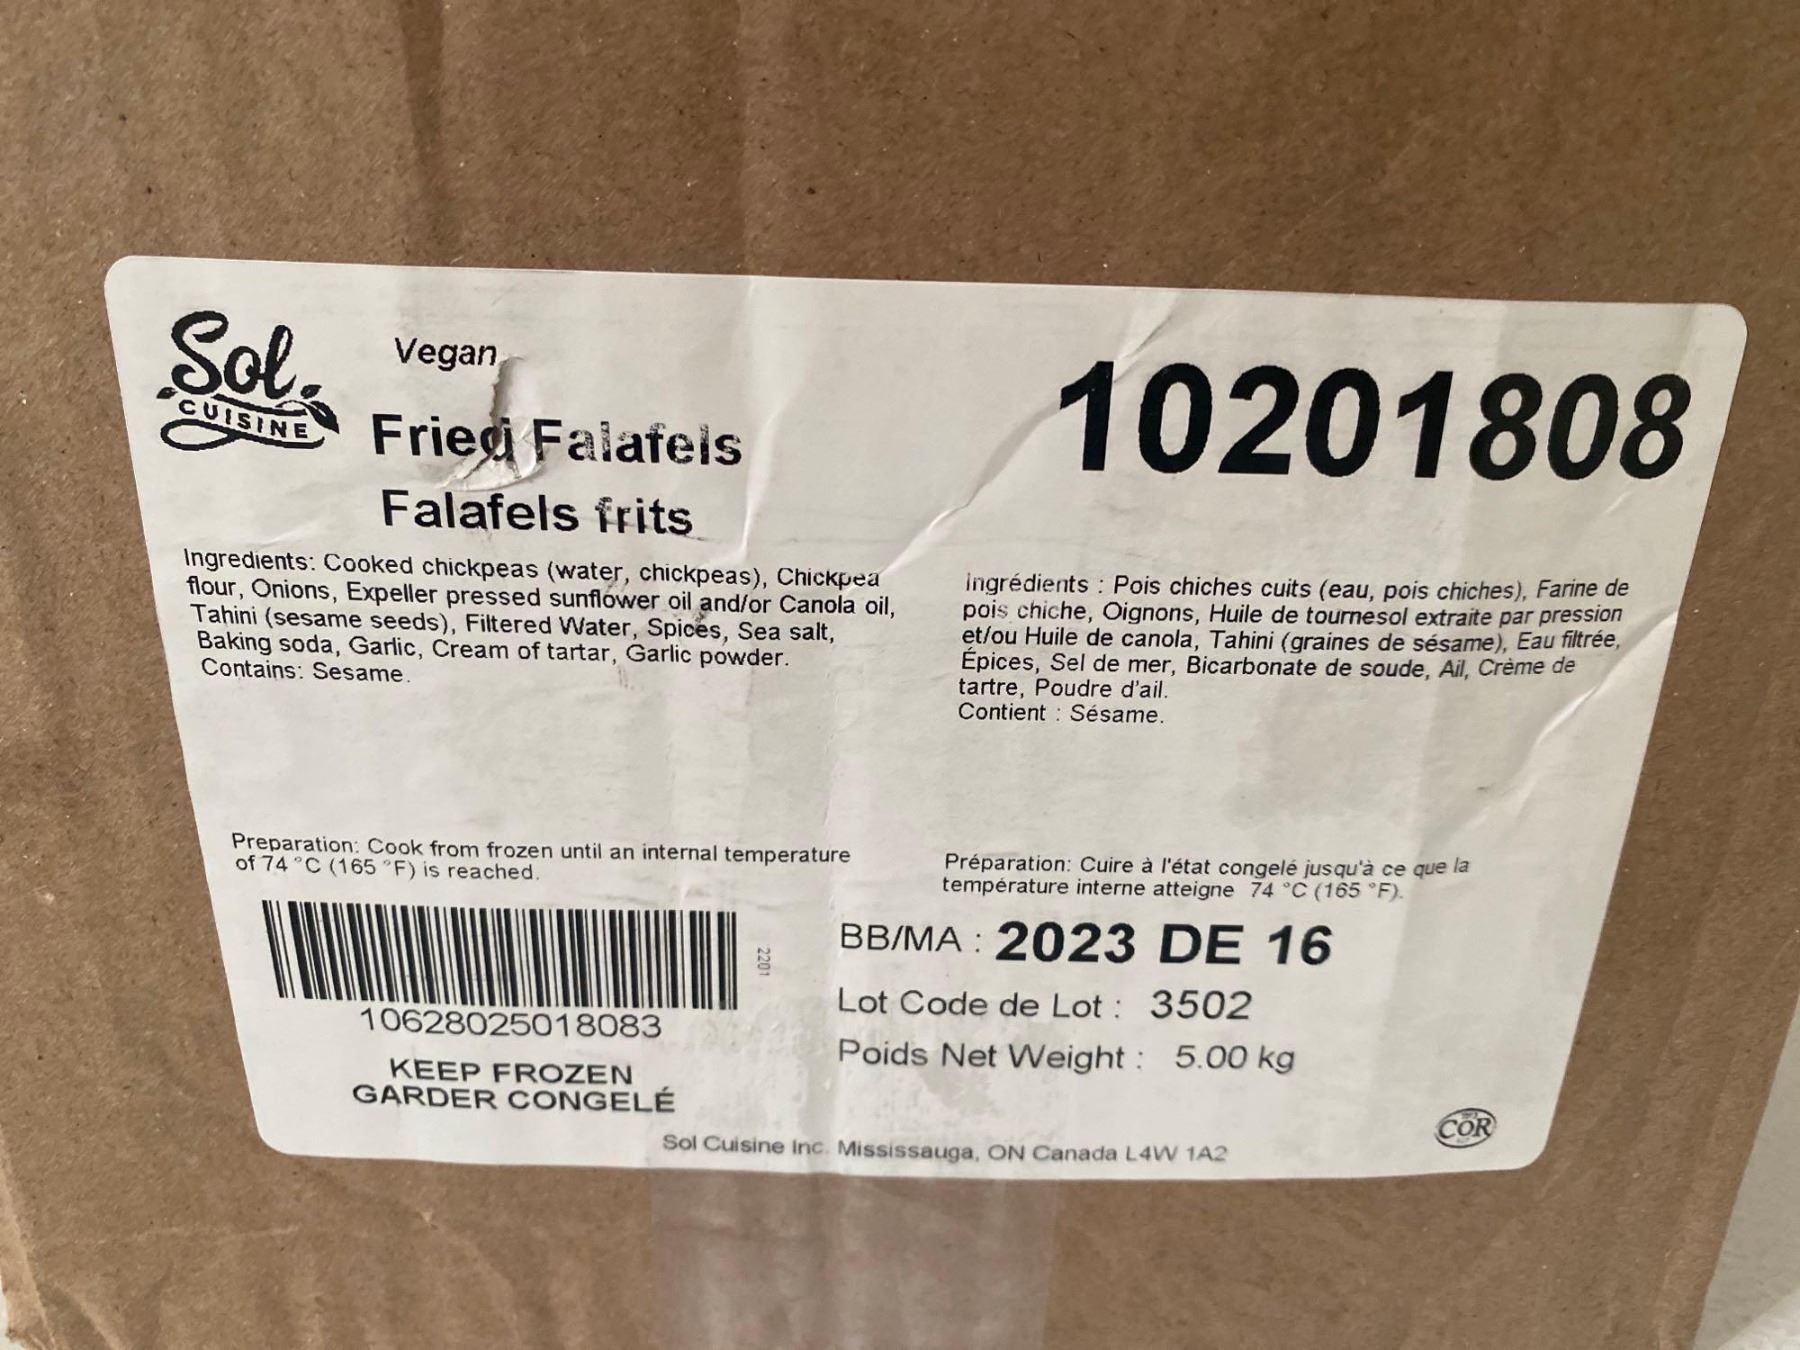 Sol
CUISINE
Vegan
Fried Falafels
Falafels frits
10201808
Ingredients: Cooked chickpeas (water, chickpeas), Chickpea
flour, Onions, Expeller pressed sunflower oil and/or Canola oil,
Tahini (sesame seeds), Filtered Water, Spices, Sea salt,
Baking soda, Garlic, Cream of tartar, Garlic powder.
Contains: Sesame.
Ingrédients : Pois chiches cuits (eau, pois chiches), Farine de
pois chiche, Oignons, Huile de tournesol extraite par pression
et/ou Huile de canola, Tahini (graines de sésame), Eau filtrée,
Épices, Sel de mer, Bicarbonate de soude, Ail, Crème de
tartre, Poudre d'ail.
Contient : Sésame.
Preparation: Cook from frozen until an internal temperature
of 74 °C (165 °F) is reached.
Préparation: Cuire à l'état congelé jusqu'à ce que la
température interne atteigne 74 °C (165 °F).
2201
10628025018083
KEEP FROZEN
GARDER CONGELÉ
BB/MA : 2023 DE 16
Lot Code de Lot : 3502
Poids Net Weight : 5.00 kg
COR
Sol Cuisine Inc. Mississauga, ON Canada L4W 1A2